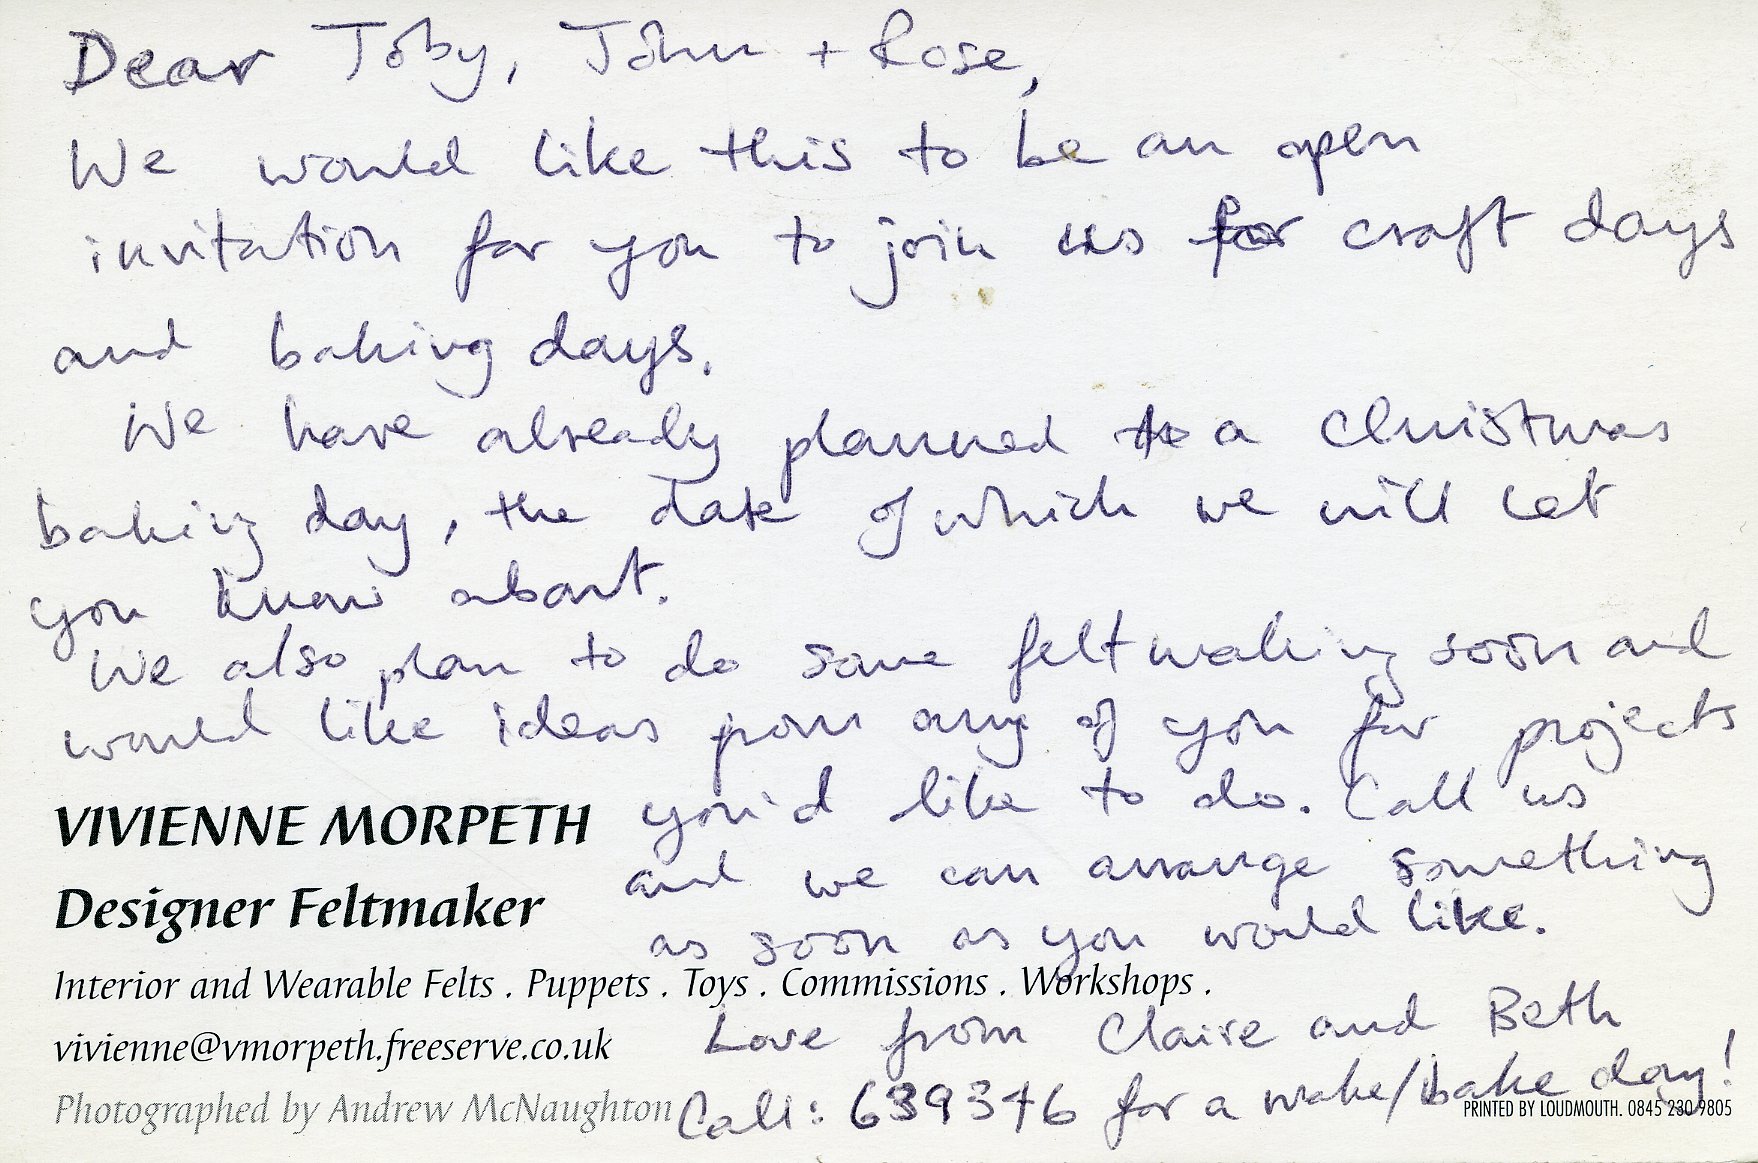 Dear Toby, John + Rose,
We would like this to be an open
invitation for you to join us for craft days
and baking days.
We have already planned a Christmas
baking day, the date of which we will let
you know about.
We also plan to do some felt making soon and
would like ideas from any of you for projects
you'd like to do. Call us
and we can arrange something
as soon as you would like.
Love from Claire and Beth
Call: 639346 for a make/bake day!
VIVIENNE MORPETH
Designer Feltmaker
Interior and Wearable Felts . Puppets . Toys . Commissions . Workshops .
vivienne@vmorpeth.freeserve.co.uk
Photographed by Andrew McNaughton
PRINTED BY LOUDMOUTH. 0845 230 9805